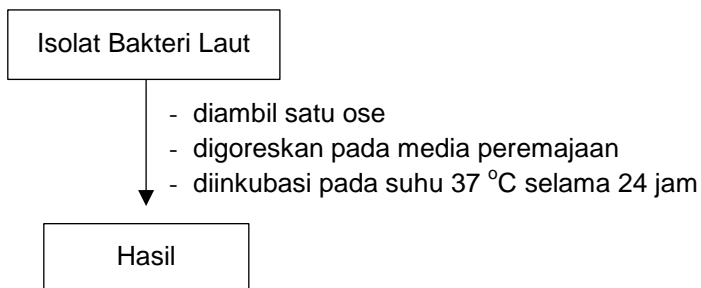 Isolat Bakteri Laut
- diambil satu ose
- digoreskan pada media peremajaan
- diinkubasi pada suhu 37 °C selama 24 jam
Hasil